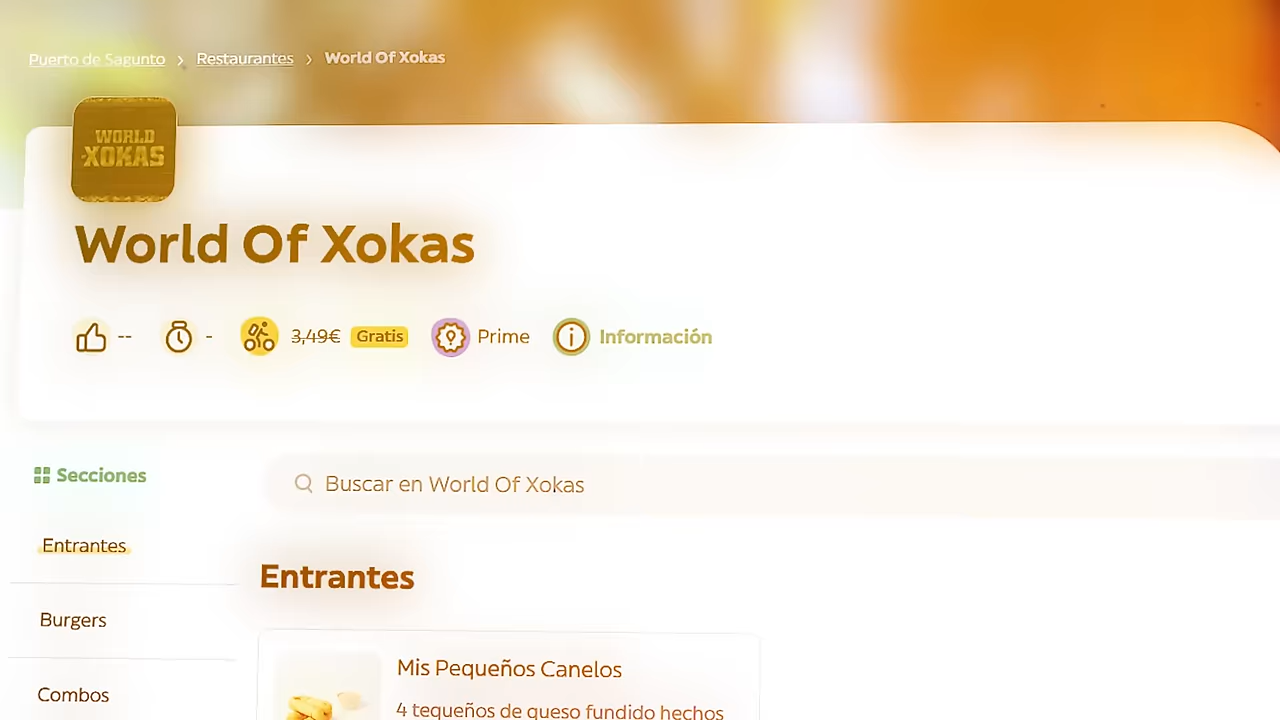 Puerto de Sagunto › Restaurantes › World Of Xokas
WORLD
XOKAS
World Of Xokas
-- - 3,49€ Gratis Prime Información
Secciones
Buscar en World Of Xokas
Entrantes
Burgers
Combos
Entrantes
Mis Pequeños Canelos
4 tequeños de queso fundido hechos